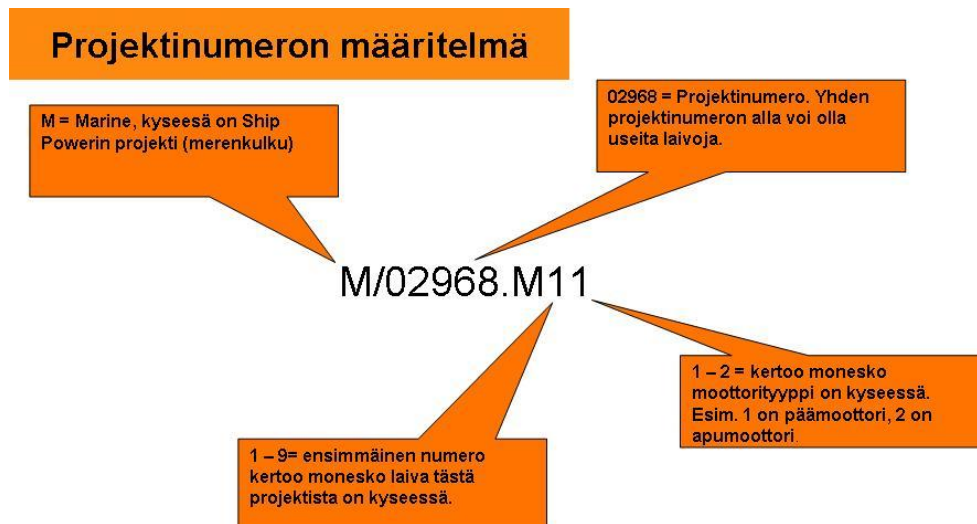 Projektinumeron määritelmä
M = Marine, kyseesä on Ship
Powerin projekti (merenkulku)
02968 = Projektinumero. Yhden
projektinumeron alla voi olla
useita laivoja.
M/02968.M11
1 – 2 = kertoo monesko
moottorityyppi on kyseessä.
Esim. 1 on päämoottori, 2 on
apumoottori.
1 – 9= ensimmäinen numero
kertoo monesko laiva tästä
projektista on kyseessä.